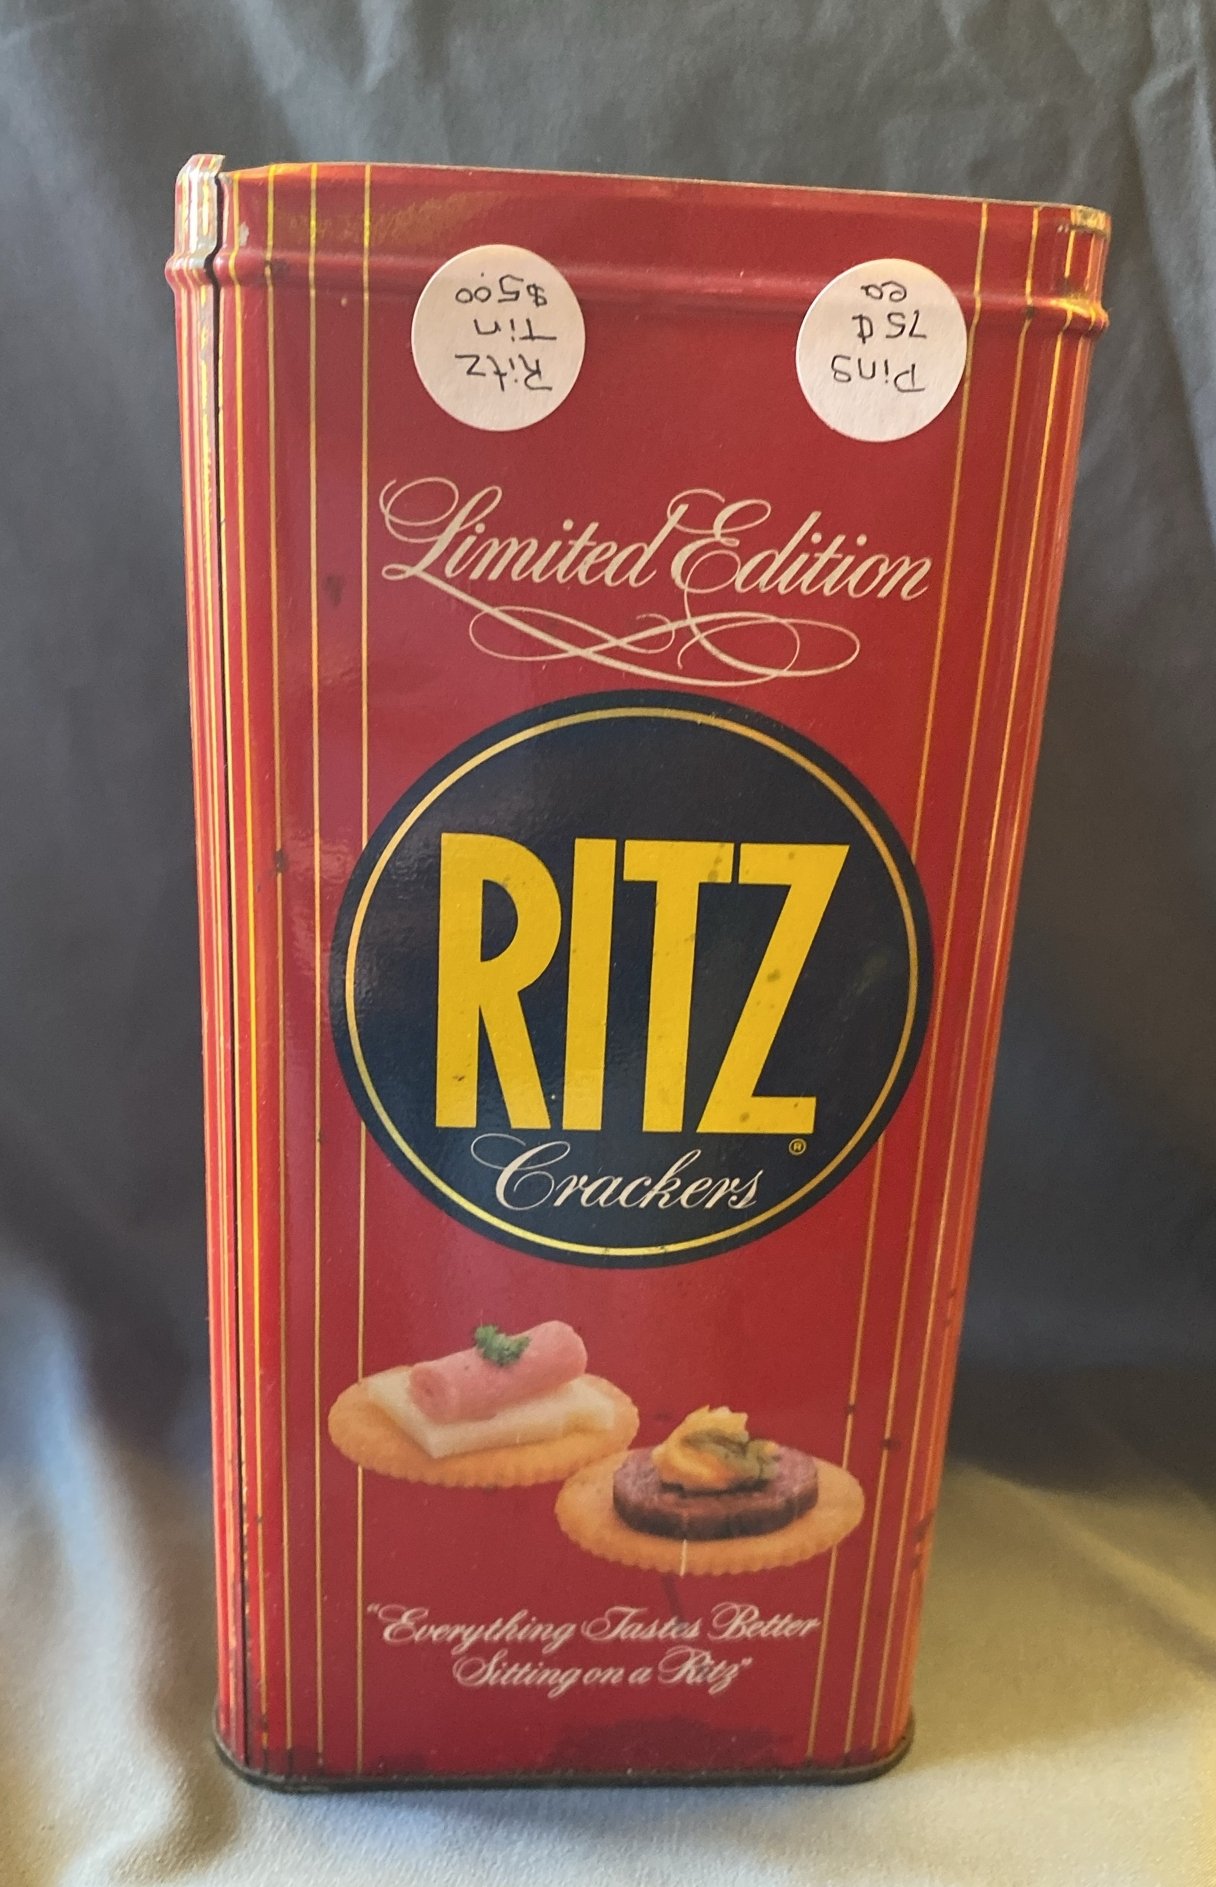 Ritz
Tin
$5.00
Pins
75¢
ea
Limited Edition
RITZ
®
Crackers
"Everything Tastes Better
Sitting on a Ritz"